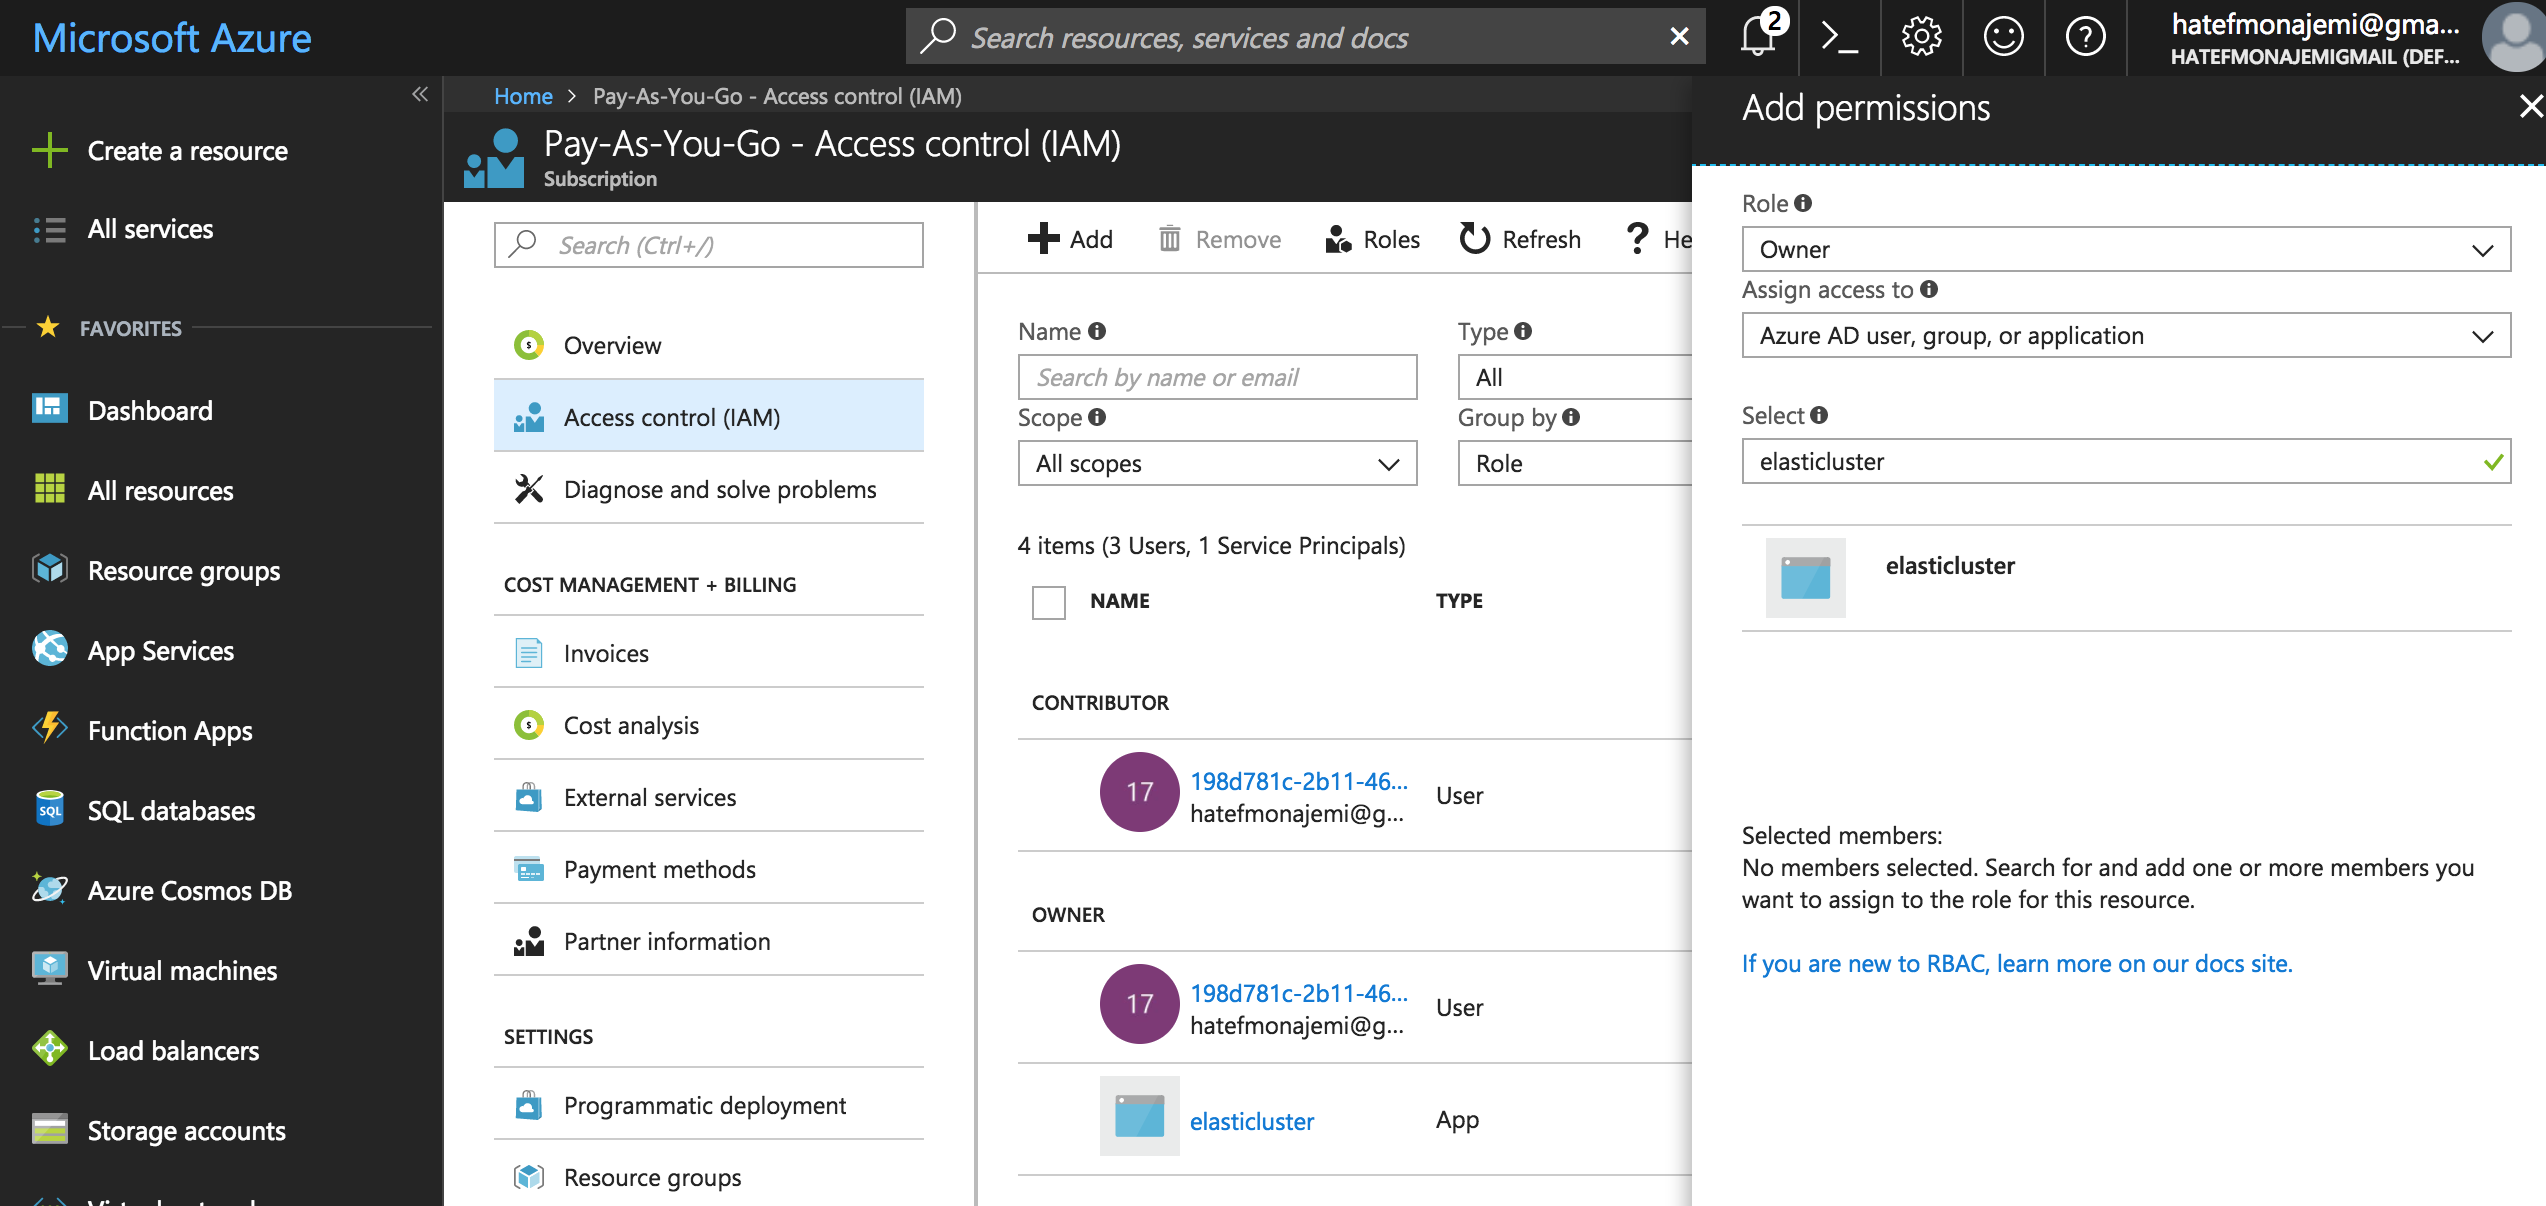 Microsoft Azure
Search resources, services and docs
2
hatefmonajemi@gma...
HATEFMONAJEMIGMAIL (DEF...
Create a resource
All services
FAVORITES
Dashboard
All resources
Resource groups
App Services
Function Apps
SQL
SQL databases
Azure Cosmos DB
Virtual machines
Load balancers
Storage accounts
Home > Pay-As-You-Go - Access control (IAM)
Pay-As-You-Go - Access control (IAM)
Subscription
Search (Ctrl+/)
Overview
Access control (IAM)
Diagnose and solve problems
COST MANAGEMENT + BILLING
Invoices
Cost analysis
External services
Payment methods
Partner information
SETTINGS
Programmatic deployment
Resource groups
Add
Remove
Roles
Refresh
He
Name
Type
Search by name or email
All
Scope
Group by
All scopes
Role
4 items (3 Users, 1 Service Principals)
NAME
TYPE
CONTRIBUTOR
17
198d781c-2b11-46...
hatefmonajemi@g...
User
OWNER
17
198d781c-2b11-46...
hatefmonajemi@g...
User
elasticluster
App
Add permissions
Role
Owner
Assign access to
Azure AD user, group, or application
Select
elasticluster
elasticluster
Selected members:
No members selected. Search for and add one or more members you
want to assign to the role for this resource.
If you are new to RBAC, learn more on our docs site.